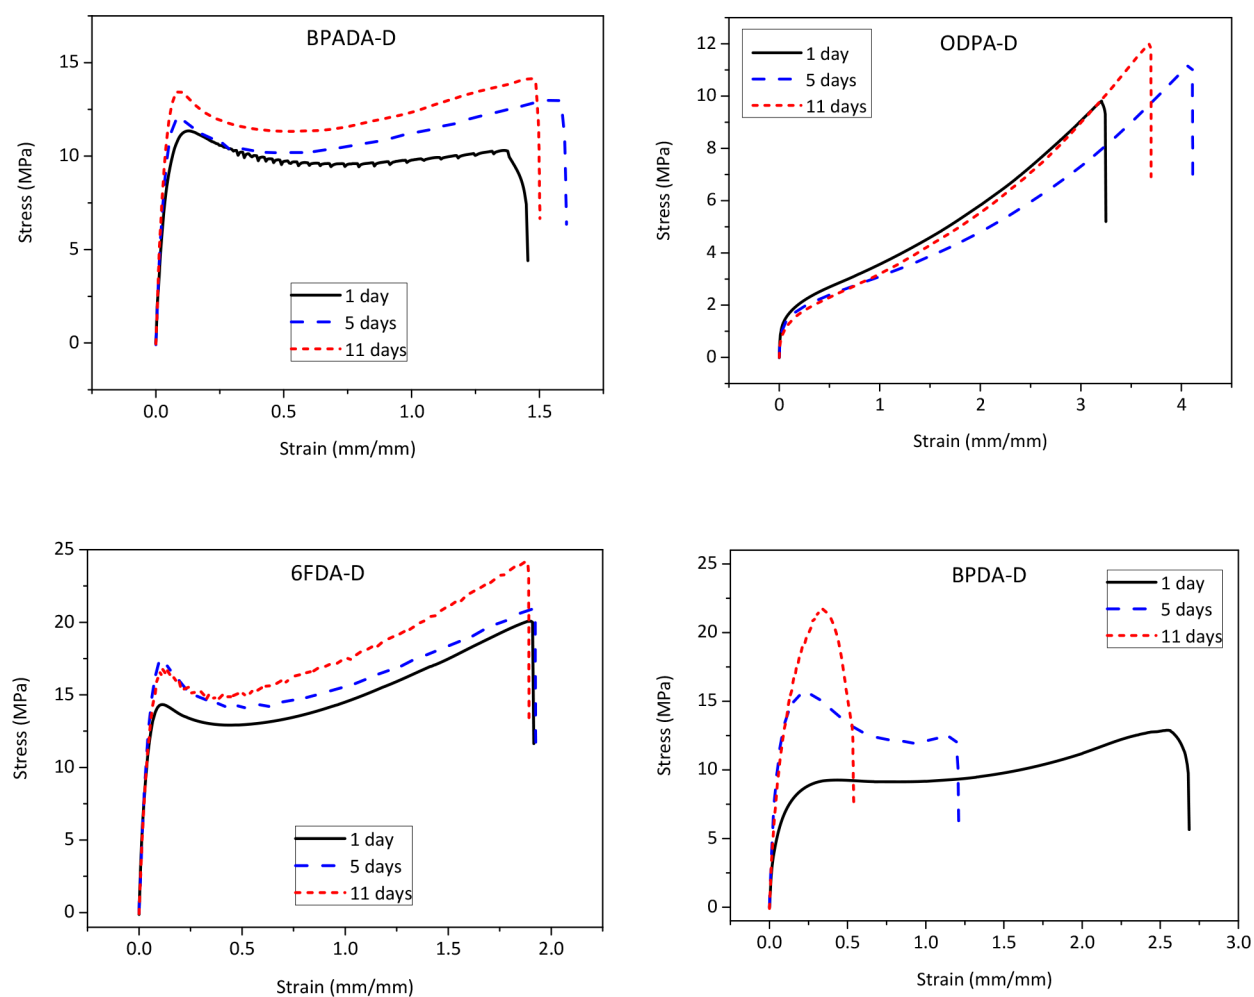 BPADA-D
15
10
5
0
Stress (MPa)
1 day
5 days
11 days
0.0
0.5
1.0
1.5
Strain (mm/mm)
ODPA-D
1 day
5 days
11 days
12
10
8
6
4
2
0
Stress (MPa)
0
1
2
3
4
Strain (mm/mm)
6FDA-D
25
20
15
10
5
0
Stress (MPa)
1 day
5 days
11 days
0.0
0.5
1.0
1.5
2.0
Strain (mm/mm)
BPDA-D
1 day
5 days
11 days
25
20
15
10
5
0
Stress (MPa)
0.0
0.5
1.0
1.5
2.0
2.5
3.0
Strain (mm/mm)